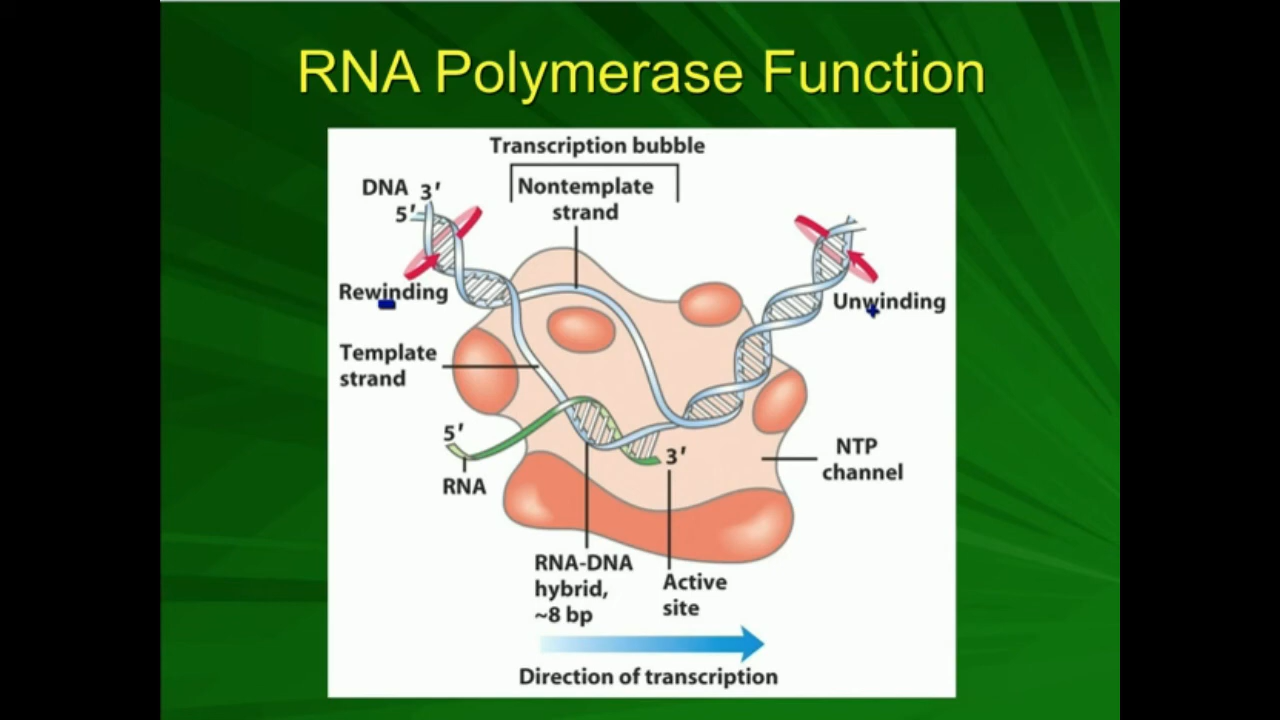 RNA Polymerase Function
Transcription bubble
DNA 3′
5′
Nontemplate
strand
Rewinding
Unwinding
Template
strand
5′
RNA
3′
NTP
channel
RNA-DNA
hybrid,
~8 bp
Active
site
Direction of transcription